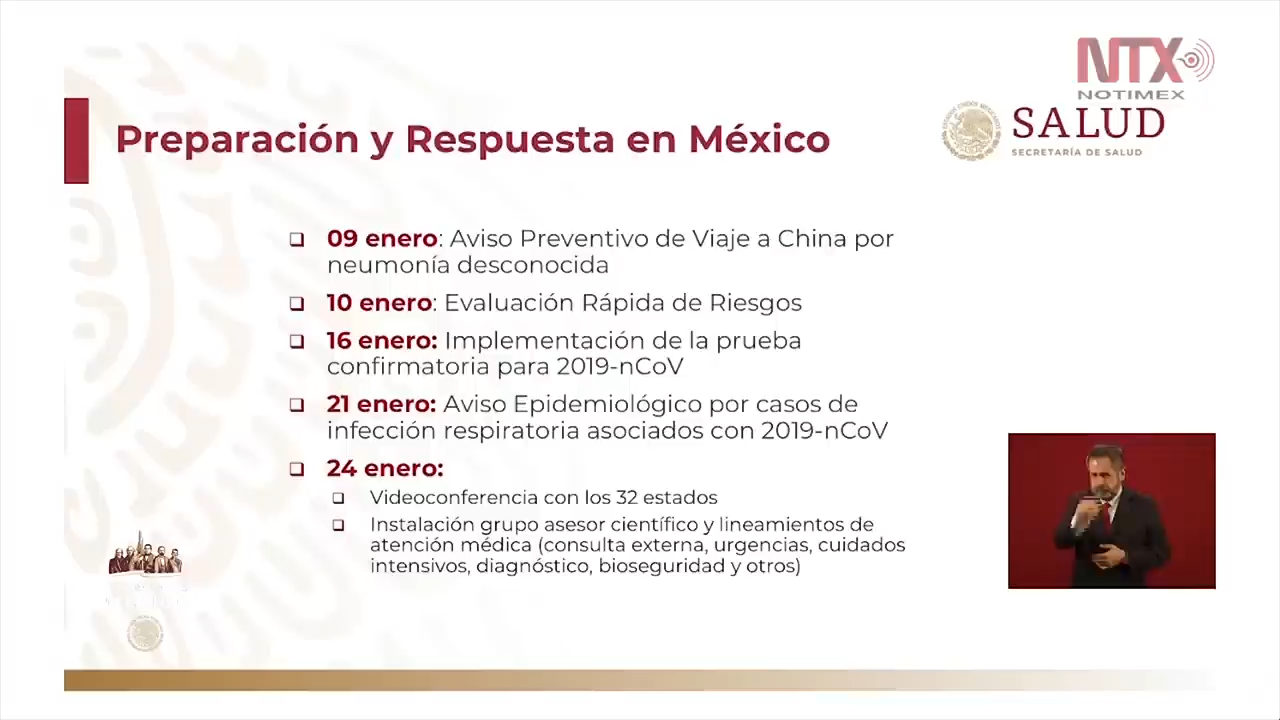 NTX
NOTIMEX
SALUD
SECRETARÍA DE SALUD
Preparación y Respuesta en México
09 enero: Aviso Preventivo de Viaje a China por
neumonía desconocida
10 enero: Evaluación Rápida de Riesgos
16 enero: Implementación de la prueba
confirmatoria para 2019-nCoV
21 enero: Aviso Epidemiológico por casos de
infección respiratoria asociados con 2019-nCoV
24 enero:
Videoconferencia con los 32 estados
Instalación grupo asesor científico y lineamientos de
atención médica (consulta externa, urgencias, cuidados
intensivos, diagnóstico, bioseguridad y otros)